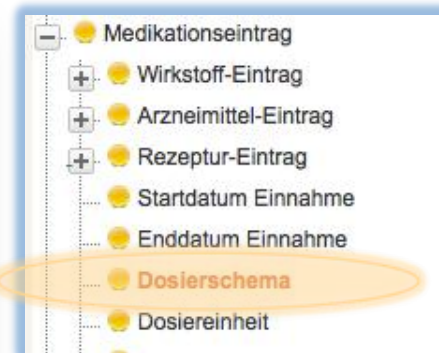 Medikationseintrag
Wirkstoff-Eintrag
Arzneimittel-Eintrag
Rezeptur-Eintrag
Startdatum Einnahme
Enddatum Einnahme
Dosierschema
Dosiereinheit